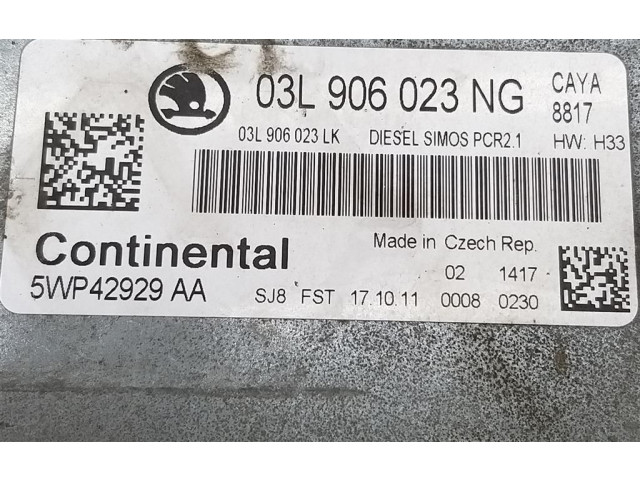 03L 906 023 NG CAYA
8817
03L 906 023 LK DIESEL SIMOS PCR2.1 HW: H33
Continental
Made in Czech Rep.
02 1417
5WP42929 AA SJ8 FST 17.10.11 0008 0230